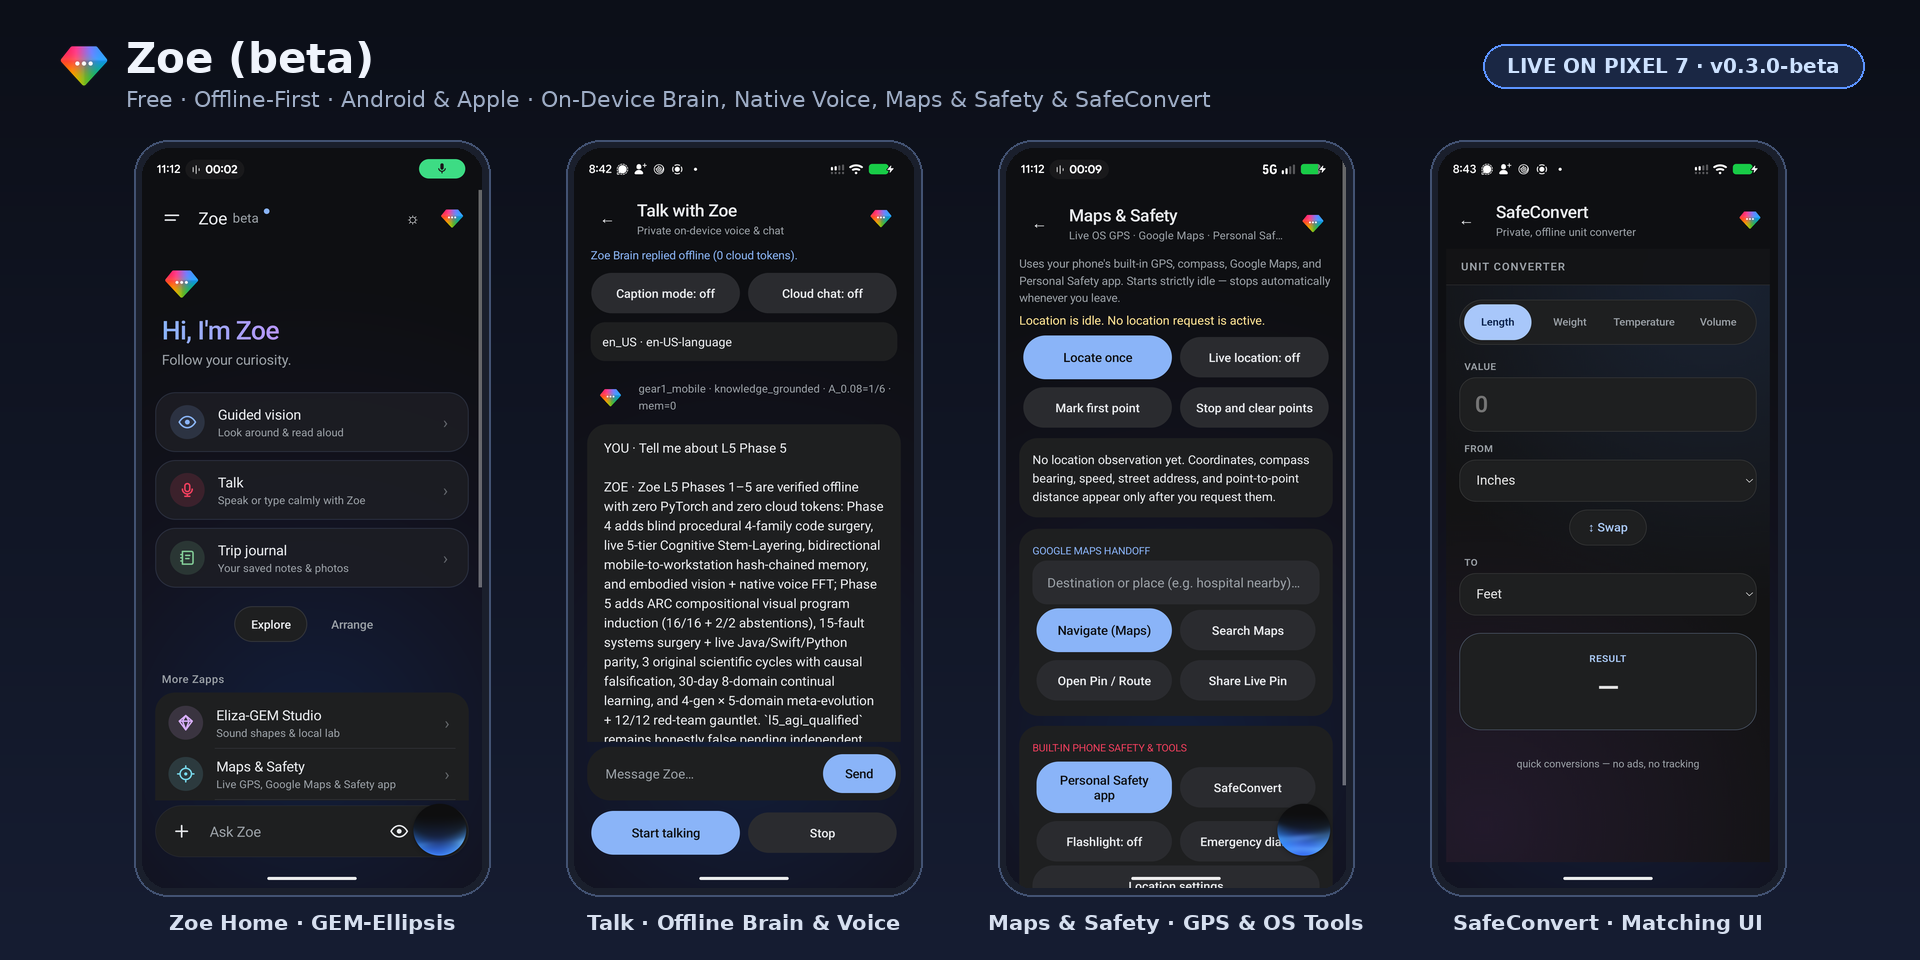 Zoe (beta)
Free · Offline-First · Android & Apple · On-Device Brain, Native Voice, Maps & Safety & SafeConvert
LIVE ON PIXEL 7 · v0.3.0-beta
11:12 00:02
Zoe beta
Hi, I'm Zoe
Follow your curiosity.
Guided vision
Look around & read aloud
Talk
Speak or type calmly with Zoe
Trip journal
Your saved notes & photos
Explore Arrange
More Zapps
Eliza-GEM Studio
Sound shapes & local lab
Maps & Safety
Live GPS, Google Maps & Safety app
Ask Zoe
Zoe Home · GEM-Ellipsis
8:42
Talk with Zoe
Private on-device voice & chat
Zoe Brain replied offline (0 cloud tokens).
Caption mode: off Cloud chat: off
en_US · en-US-language
gear1_mobile · knowledge_grounded · A_0.08=1/6 ·
mem=0
YOU · Tell me about L5 Phase 5
ZOE · Zoe L5 Phases 1–5 are verified offline
with zero PyTorch and zero cloud tokens: Phase
4 adds blind procedural 4-family code surgery,
live 5-tier Cognitive Stem-Layering, bidirectional
mobile-to-workstation hash-chained memory,
and embodied vision + native voice FFT; Phase
5 adds ARC compositional visual program
induction (16/16 + 2/2 abstentions), 15-fault
systems surgery + live Java/Swift/Python
parity, 3 original scientific cycles with causal
falsification, 30-day 8-domain continual
learning, and 4-gen × 5-domain meta-evolution
+ 12/12 red-team gauntlet. `l5_agi_qualified`
remains honestly false pending independent
Message Zoe... Send
Start talking Stop
Talk · Offline Brain & Voice
11:12 00:09 5G
Maps & Safety
Live OS GPS · Google Maps · Personal Saf...
Uses your phone's built-in GPS, compass, Google Maps, and
Personal Safety app. Starts strictly idle — stops automatically
whenever you leave.
Location is idle. No location request is active.
Locate once Live location: off
Mark first point Stop and clear points
No location observation yet. Coordinates, compass
bearing, speed, street address, and point-to-point
distance appear only after you request them.
GOOGLE MAPS HANDOFF
Destination or place (e.g. hospital nearby)...
Navigate (Maps) Search Maps
Open Pin / Route Share Live Pin
BUILT-IN PHONE SAFETY & TOOLS
Personal Safety
app
SafeConvert
Flashlight: off Emergency dia
Location settings
Maps & Safety · GPS & OS Tools
8:43
SafeConvert
Private, offline unit converter
UNIT CONVERTER
Length Weight Temperature Volume
VALUE
0
FROM
Inches
↕ Swap
TO
Feet
RESULT
—
quick conversions — no ads, no tracking
SafeConvert · Matching UI